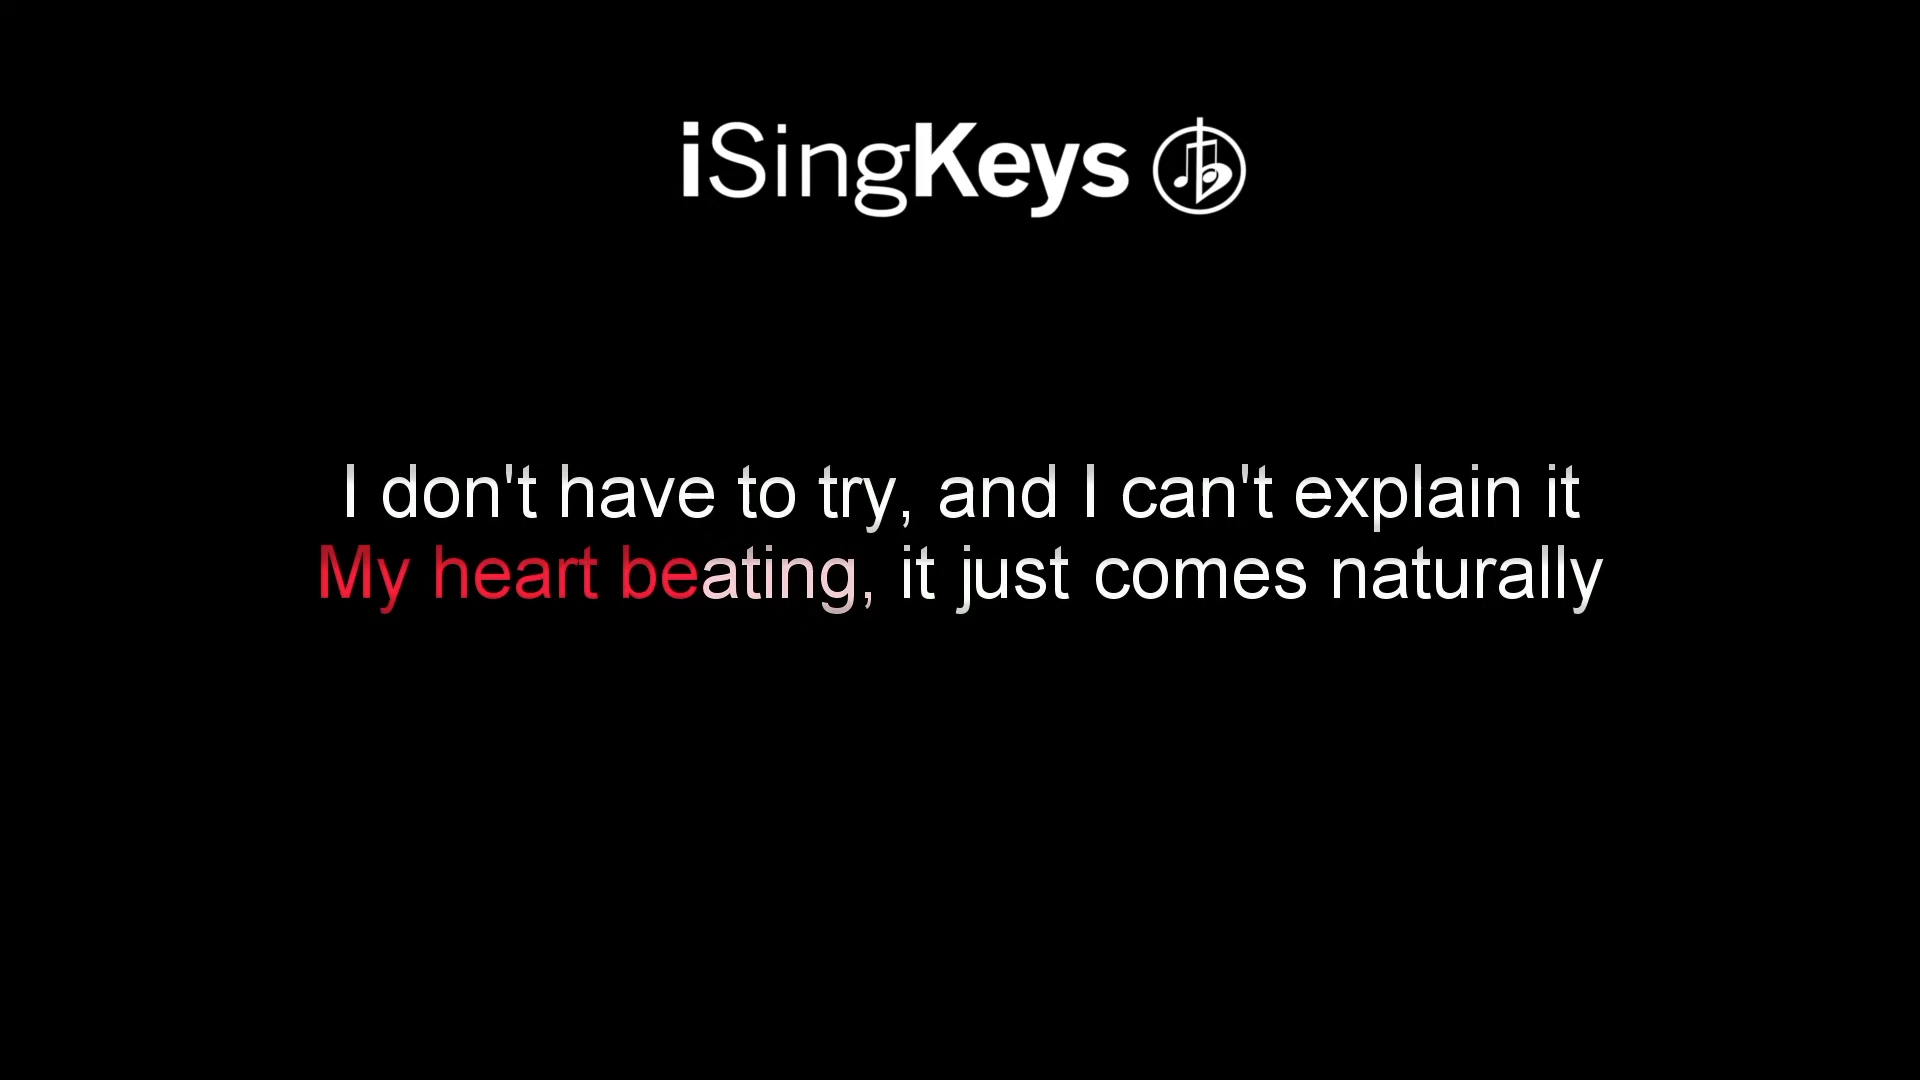 iSingKeys
I don't have to try, and I can't explain it
My heart beating, it just comes naturally